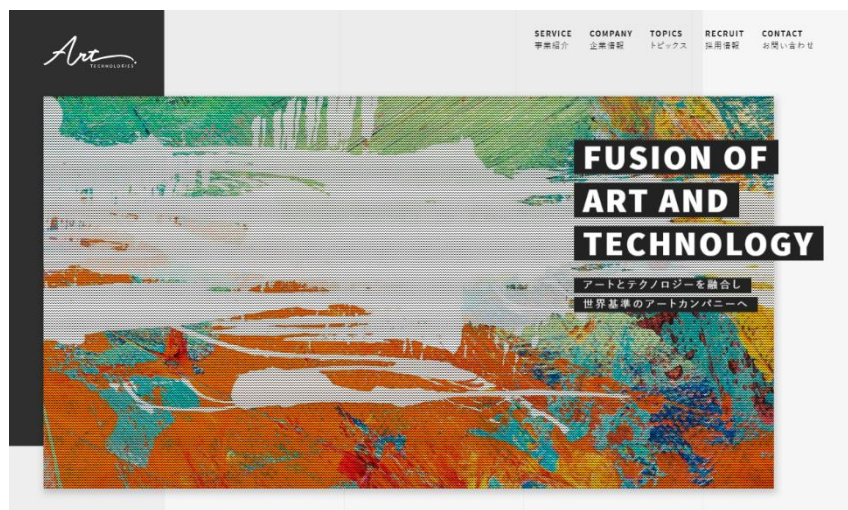 Art
TECHNOLOGIES
SERVICE
事業紹介
COMPANY
企業情報
TOPICS
トピックス
RECRUIT
採用情報
CONTACT
お問い合わせ
FUSION OF
ART AND
TECHNOLOGY
アートとテクノロジーを融合し
世界基準のアートカンパニーへ